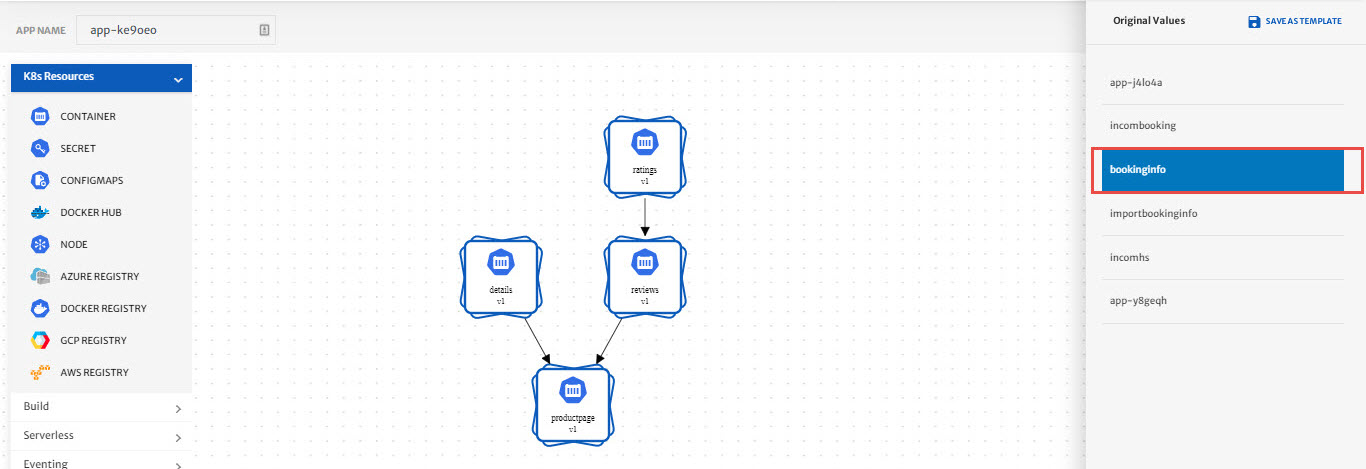 APP NAME
app-ke9oeo
K8s Resources
CONTAINER
SECRET
CONFIGMAPS
DOCKER HUB
NODE
AZURE REGISTRY
DOCKER REGISTRY
GCP REGISTRY
AWS REGISTRY
Build
Serverless
Eventing
ratings
v1
details
v1
reviews
v1
productpage
v1
Original Values
SAVE AS TEMPLATE
app-j4lo4a
incombooking
bookinginfo
importbookinginfo
incomhs
app-y8geqh